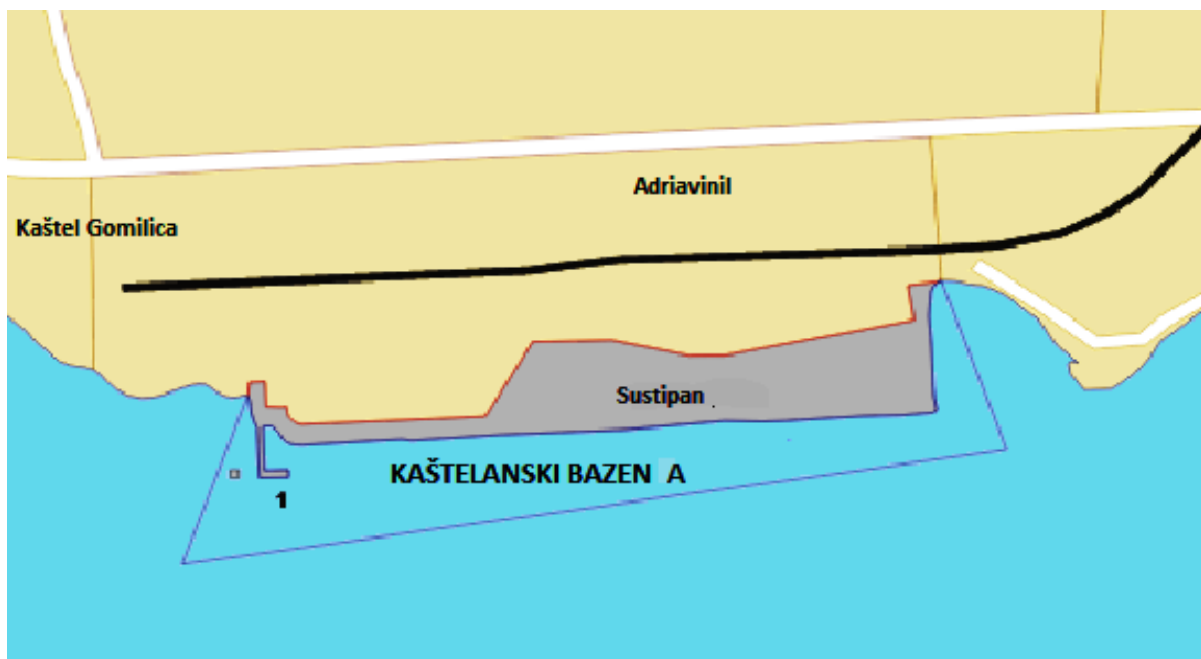 Adriavinil
Kaštel Gomilica
Sustipan
KAŠTELANSKI BAZEN A
1